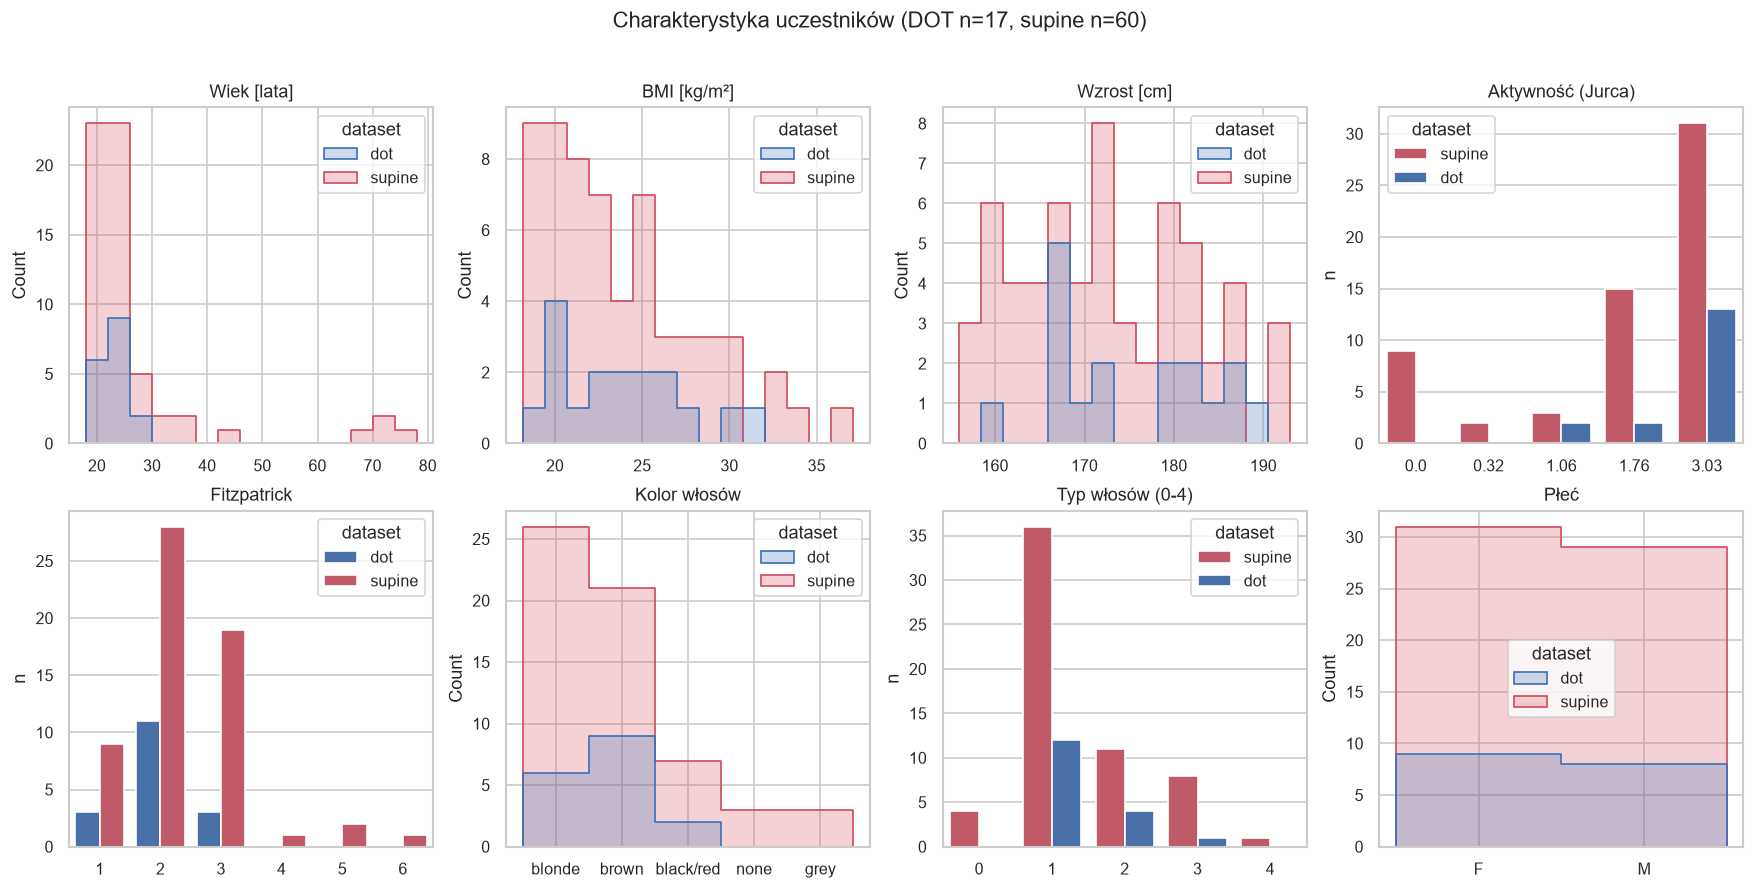 Charakterystyka uczestników (DOT n=17, supine n=60)
Wiek [lata]
Count
20
15
10
5
0
20 30 40 50 60 70 80
dataset
dot
supine
BMI [kg/m²]
Count
8
6
4
2
0
20 25 30 35
dataset
dot
supine
Wzrost [cm]
Count
8
7
6
5
4
3
2
1
0
160 170 180 190
dataset
dot
supine
Aktywność (Jurca)
n
30
25
20
15
10
5
0
0.0 0.32 1.06 1.76 3.03
dataset
supine
dot
Fitzpatrick
n
25
20
15
10
5
0
1 2 3 4 5 6
dataset
dot
supine
Kolor włosów
Count
25
20
15
10
5
0
blonde brown black/red none grey
dataset
dot
supine
Typ włosów (0-4)
n
35
30
25
20
15
10
5
0
0 1 2 3 4
dataset
supine
dot
Płeć
Count
30
25
20
15
10
5
0
F M
dataset
dot
supine